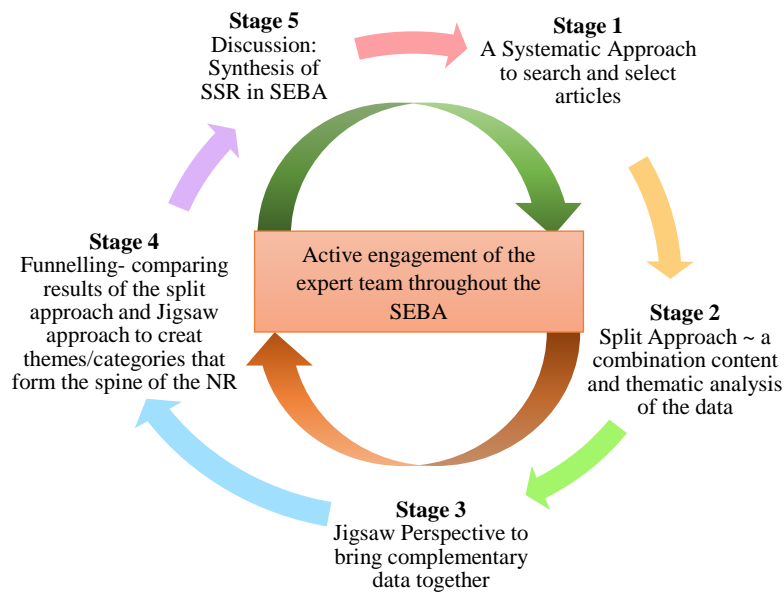 Stage 1
A Systematic Approach
to search and select
articles
Stage 2
Split Approach ~ a
combination content
and thematic analysis
of the data
Stage 3
Jigsaw Perspective to
bring complementary
data together
Stage 4
Funnelling- comparing
results of the split
approach and Jigsaw
approach to creat
themes/categories that
form the spine of the NR
Stage 5
Discussion:
Synthesis of
SSR in SEBA
Active engagement of the
expert team throughout the
SEBA